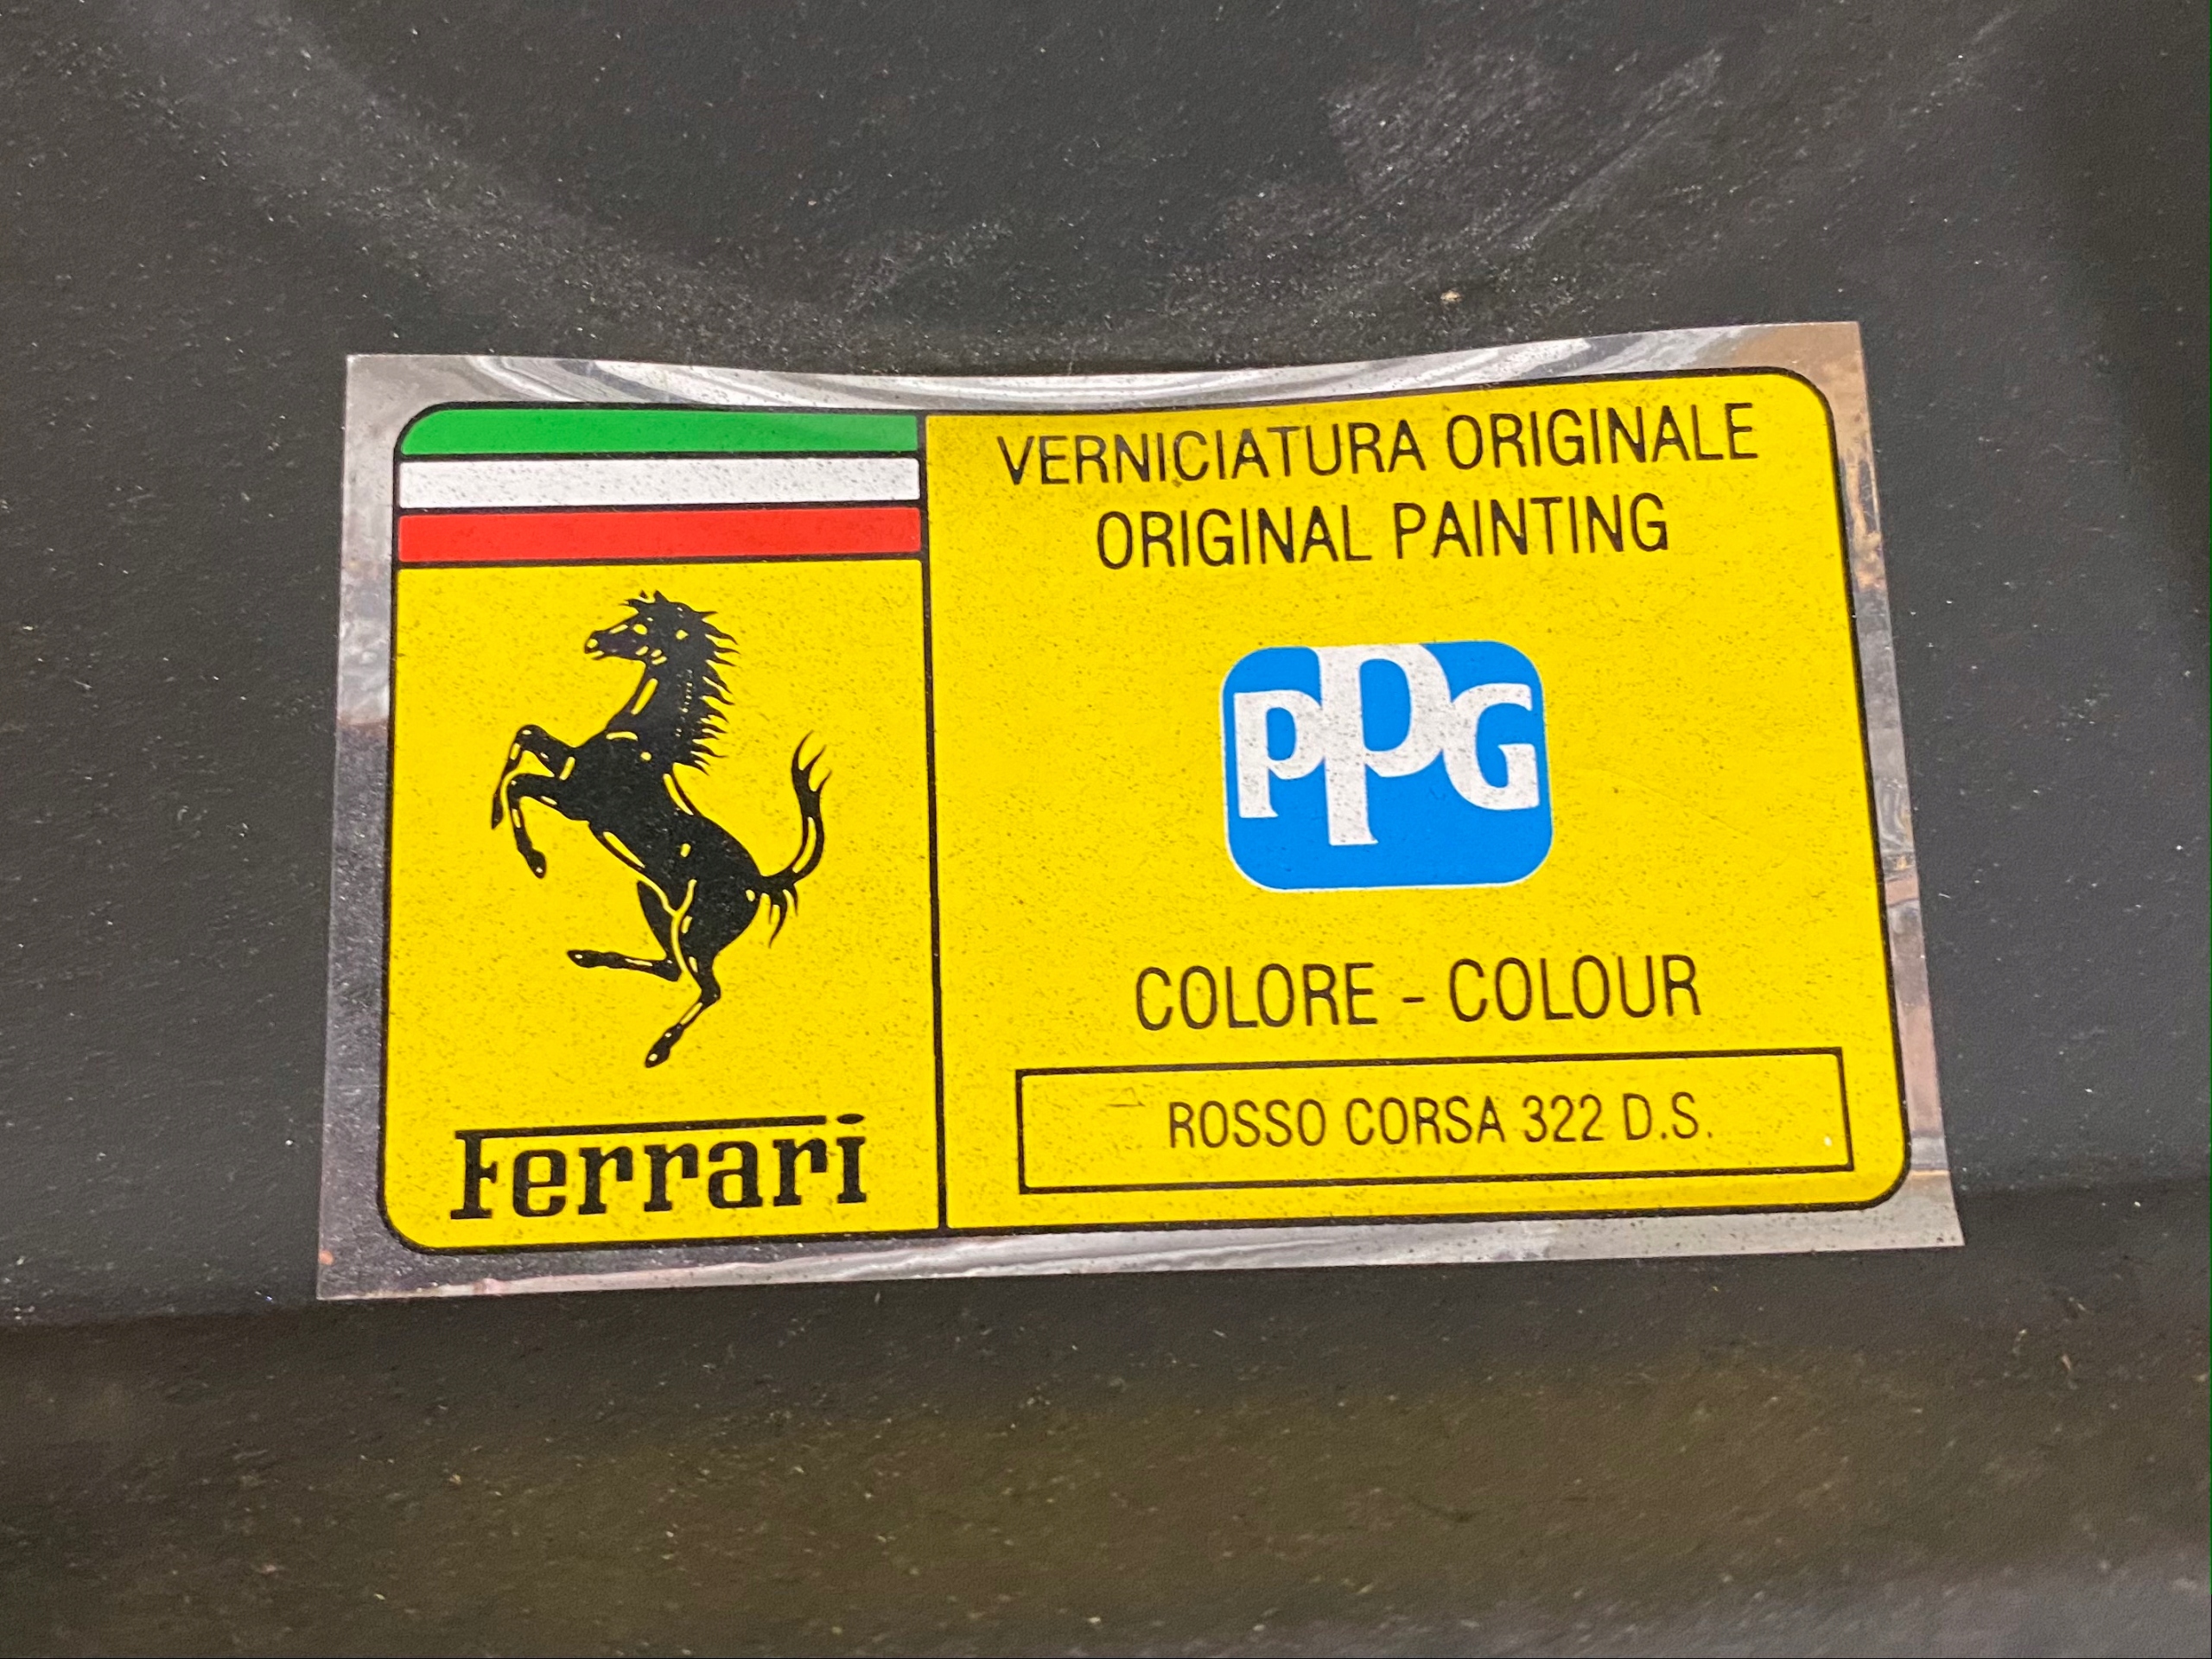 VERNICIATURA ORIGINALE
ORIGINAL PAINTING
PPG
COLORE - COLOUR
ROSSO CORSA 322 D.S.
Ferrari